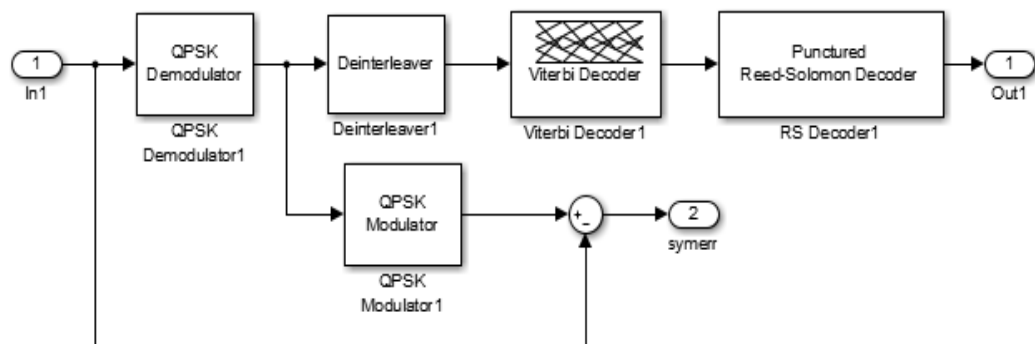 1
In1
QPSK
Demodulator
QPSK
Demodulator1
Deinterleaver
Deinterleaver1
Viterbi Decoder
Viterbi Decoder1
Punctured
Reed-Solomon Decoder
RS Decoder1
1
Out1
QPSK
Modulator
QPSK
Modulator1
+
−
2
symerr